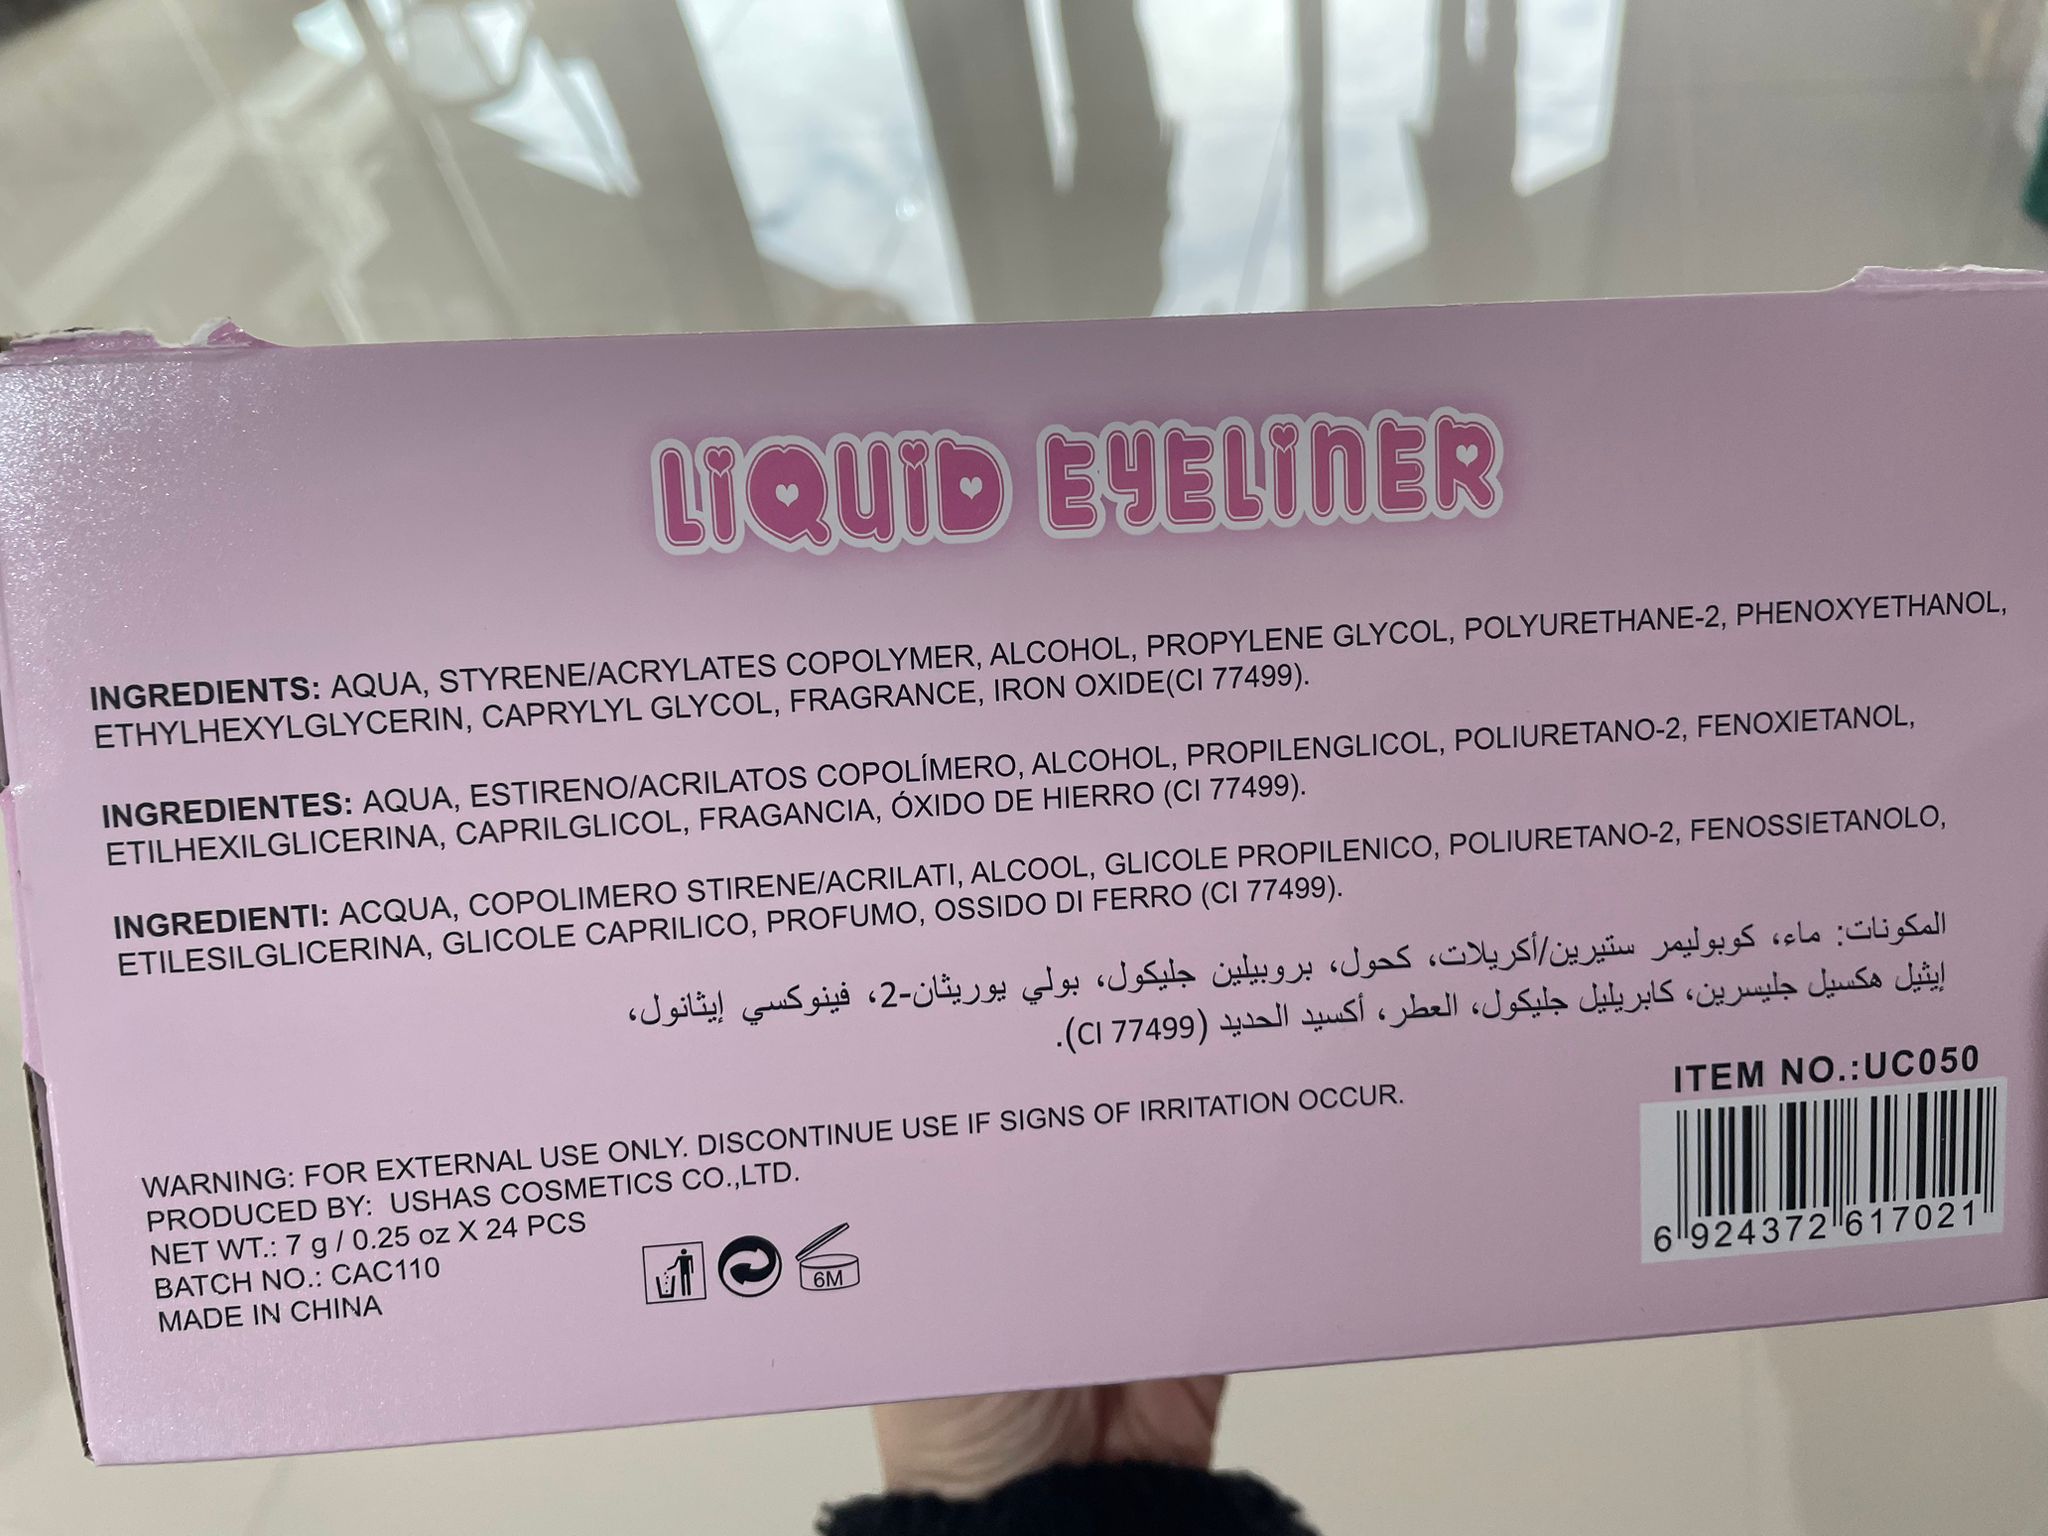 LIQUID EYELINER
INGREDIENTS: AQUA, STYRENE/ACRYLATES COPOLYMER, ALCOHOL, PROPYLENE GLYCOL, POLYURETHANE-2, PHENOXYETHANOL,
ETHYLHEXYLGLYCERIN, CAPRYLYL GLYCOL, FRAGRANCE, IRON OXIDE(CI 77499).
INGREDIENTES: AQUA, ESTIRENO/ACRILATOS COPOLÍMERO, ALCOHOL, PROPILENGLICOL, POLIURETANO-2, FENOXIETANOL,
ETILHEXILGLICERINA, CAPRILGLICOL, FRAGANCIA, ÓXIDO DE HIERRO (CI 77499).
INGREDIENTI: ACQUA, COPOLIMERO STIRENE/ACRILATI, ALCOOL, GLICOLE PROPILENICO, POLIURETANO-2, FENOSSIETANOLO,
ETILESILGLICERINA, GLICOLE CAPRILICO, PROFUMO, OSSIDO DI FERRO (CI 77499).
المكونات: ماء، كوبوليمر ستيرين/أكريلات، كحول، بروبيلين جليكول، بولي يوريثان-2، فينوكسي إيثانول،
إيثيل هكسيل جليسرين، كابريليل جليكول، العطر، أكسيد الحديد (CI 77499).
ITEM NO.:UC050
WARNING: FOR EXTERNAL USE ONLY. DISCONTINUE USE IF SIGNS OF IRRITATION OCCUR.
PRODUCED BY: USHAS COSMETICS CO.,LTD.
NET WT.: 7 g / 0.25 oz X 24 PCS
BATCH NO.: CAC110
MADE IN CHINA
6M
6 924372 617021